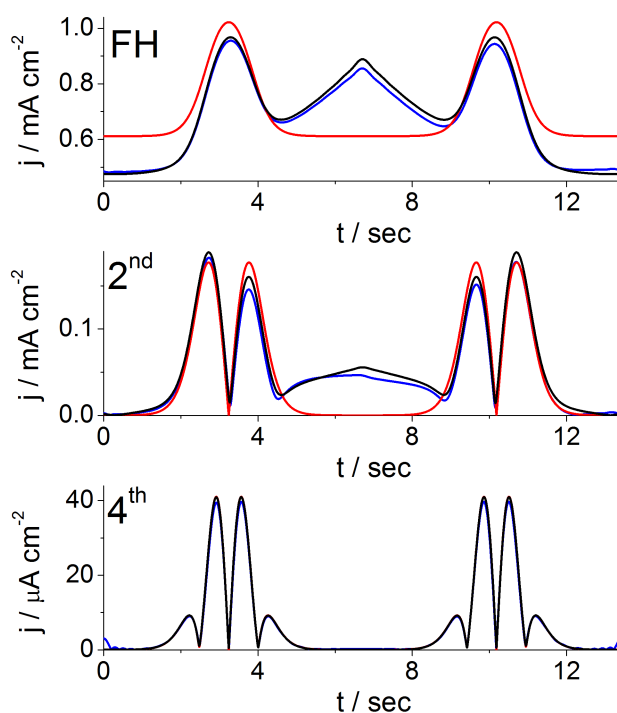 FH
j / mA cm⁻²
1.0
0.8
0.6
0 4 8 12
t / sec
2ⁿᵈ
j / mA cm⁻²
0.1
0.0
0 4 8 12
t / sec
4ᵗʰ
j / μA cm⁻²
40
20
0
0 4 8 12
t / sec